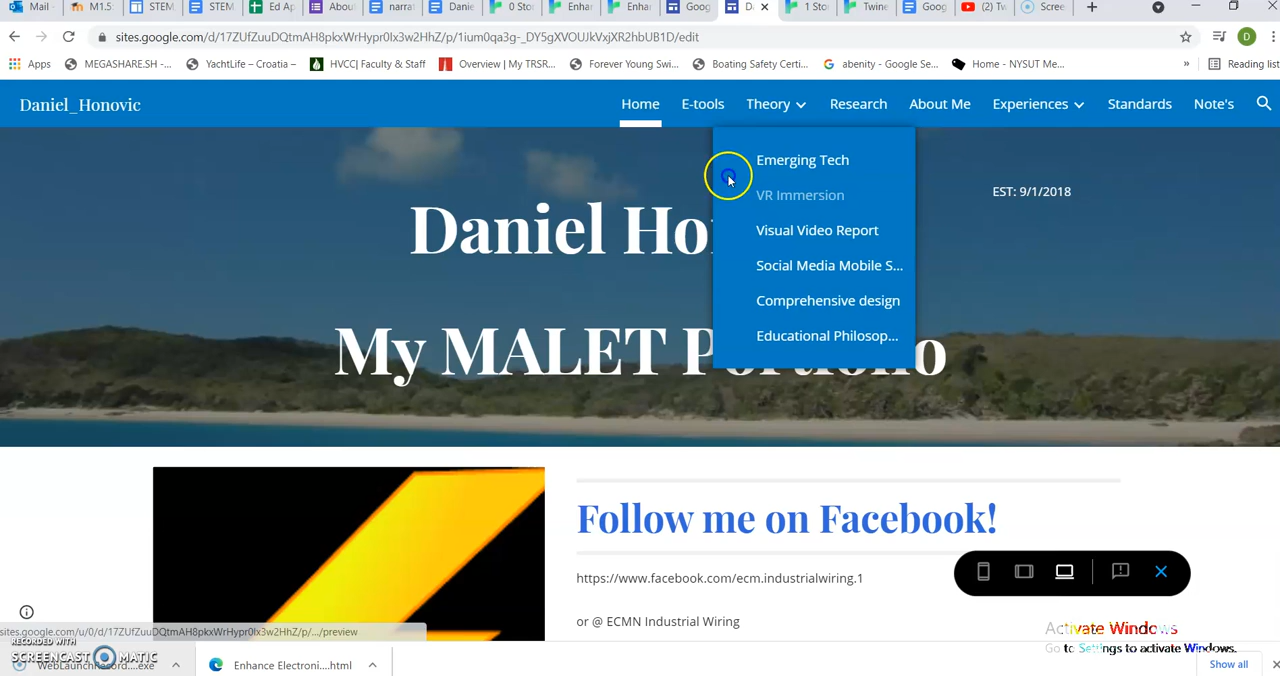 Mail - M1.5: STEM STEM Ed Ap Abou narra Danie 0 Sto Enhar Enhar Goog Da 1 Stor Twine Goog (2) Tw Scree
sites.google.com/d/17ZUfZuuDQtmAH8pkxWrHypr0lx3w2HhZ/p/1ium0qa3g-_DY5gXVOUJkVxjXR2hbUB1D/edit D
Apps MEGASHARE.SH -... YachtLife – Croatia –... HVCC| Faculty & Staff Overview | My TRSR... Forever Young Swi... Boating Safety Certi... abenity - Google Se... Home - NYSUT Me... » Reading list
Daniel_Honovic Home E-tools Theory Research About Me Experiences Standards Note's
Emerging Tech
VR Immersion
Visual Video Report
Social Media Mobile S...
Comprehensive design
Educational Philosop...
EST: 9/1/2018
Daniel Ho
My MALET Portfolio
Follow me on Facebook!
https://www.facebook.com/ecm.industrialwiring.1
or @ ECMN Industrial Wiring
sites.google.com/u/0/d/17ZUfZuuDQtmAH8pkxWrHypr0lx3w2HhZ/p/.../preview
RECORDED WITH
SCREENCAST MATIC
WebLaunchRecord....exe Enhance Electroni....html
Activate Windows
Go to Settings to activate Windows.
Show all